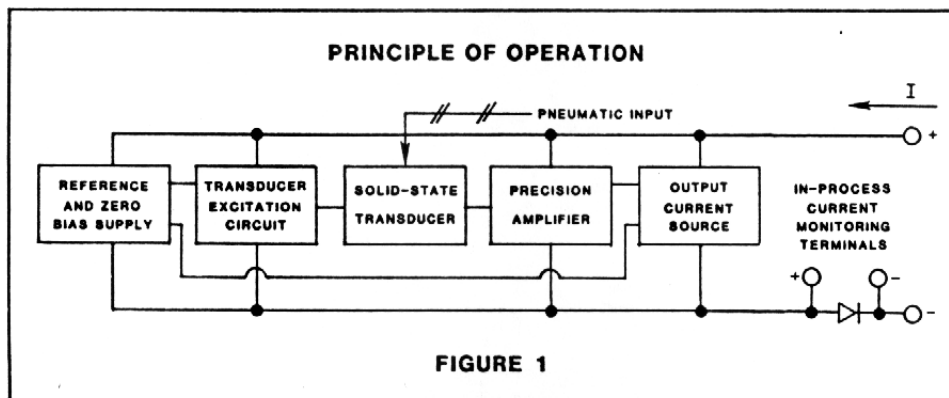 PRINCIPLE OF OPERATION
I
PNEUMATIC INPUT
+
REFERENCE
AND ZERO
BIAS SUPPLY
TRANSDUCER
EXCITATION
CIRCUIT
SOLID-STATE
TRANSDUCER
PRECISION
AMPLIFIER
OUTPUT
CURRENT
SOURCE
IN-PROCESS
CURRENT
MONITORING
TERMINALS
+
-
-
FIGURE 1